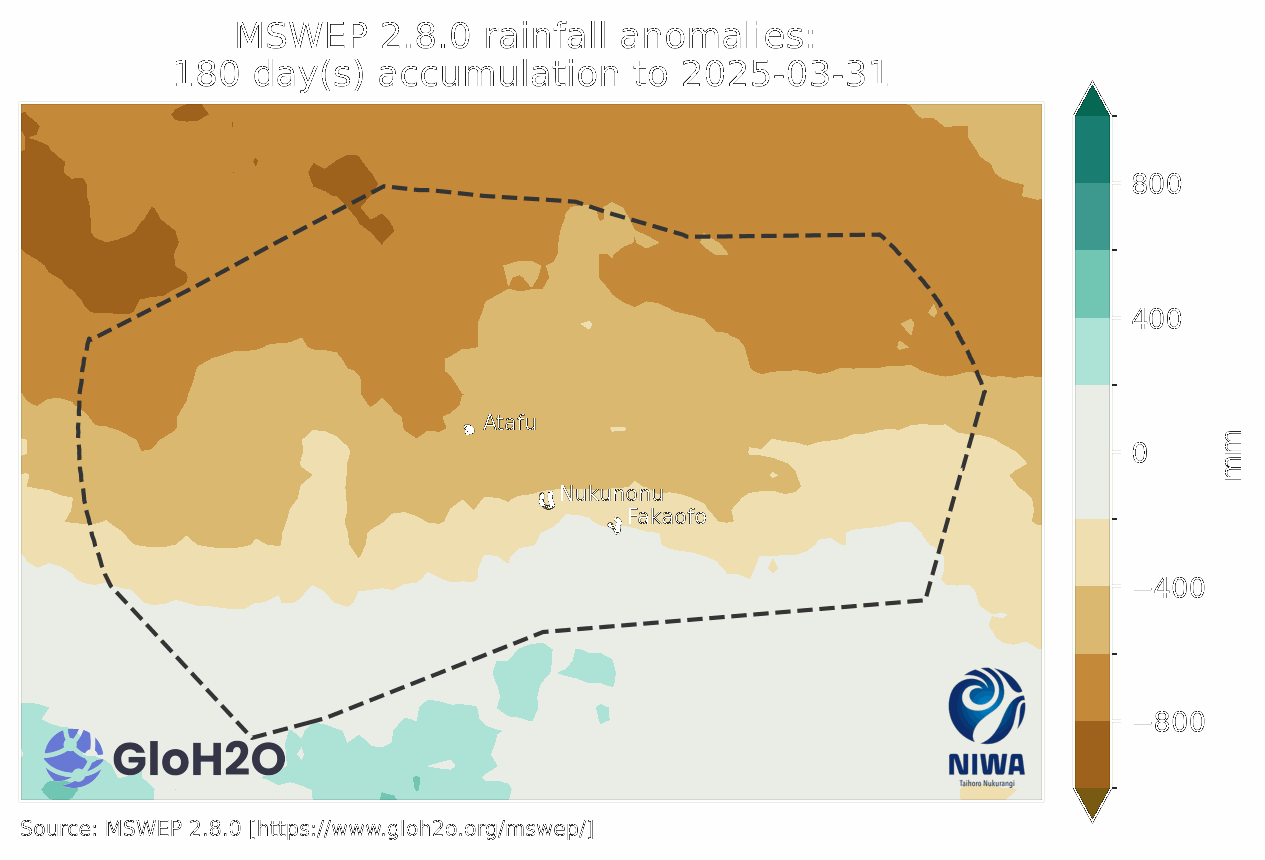 MSWEP 2.8.0 rainfall anomalies:
180 day(s) accumulation to 2025-03-31
800
400
0
−400
−800
mm
Atafu
Nukunonu
Fakaofo
GloH2O
NIWA
Taihoro Nukurangi
Source: MSWEP 2.8.0 [https://www.gloh2o.org/mswep/]